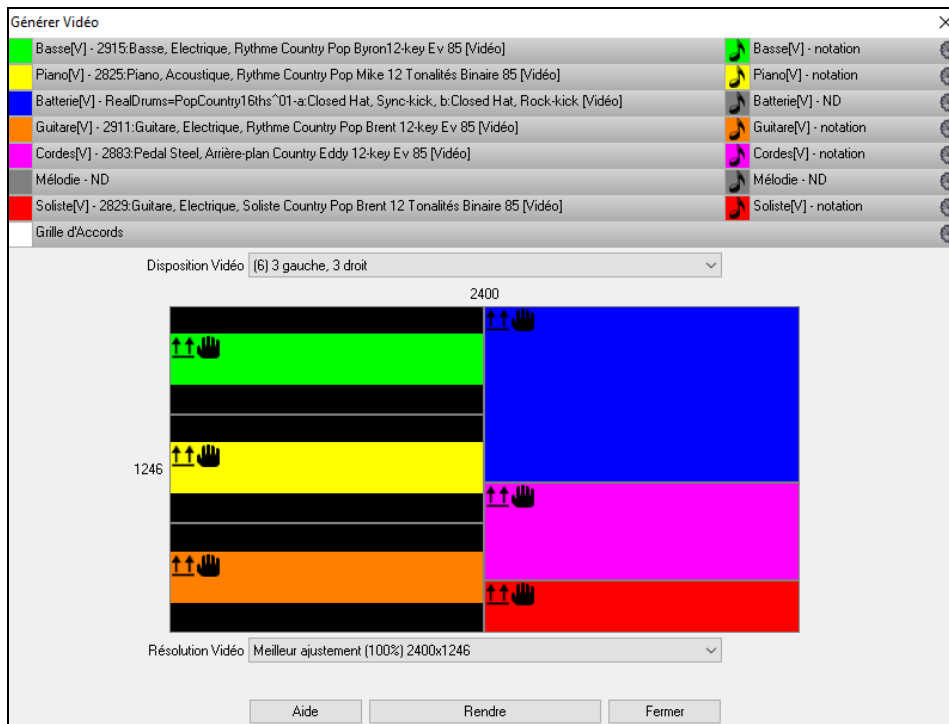 Générer Vidéo
Basse[V] - 2915:Basse, Electrique, Rythme Country Pop Byron12-key Ev 85 [Vidéo] Basse[V] - notation
Piano[V] - 2825:Piano, Acoustique, Rythme Country Pop Mike 12 Tonalités Binaire 85 [Vidéo] Piano[V] - notation
Batterie[V] - RealDrums=PopCountry16ths^01-a:Closed Hat, Sync-kick, b:Closed Hat, Rock-kick [Vidéo] Batterie[V] - ND
Guitare[V] - 2911:Guitare, Electrique, Rythme Country Pop Brent 12-key Ev 85 [Vidéo] Guitare[V] - notation
Cordes[V] - 2883:Pedal Steel, Arrière-plan Country Eddy 12-key Ev 85 [Vidéo] Cordes[V] - notation
Mélodie - ND Mélodie - ND
Soliste[V] - 2829:Guitare, Electrique, Soliste Country Pop Brent 12 Tonalités Binaire 85 [Vidéo] Soliste[V] - notation
Grille d'Accords
Disposition Vidéo (6) 3 gauche, 3 droit
2400
1246
Résolution Vidéo Meilleur ajustement (100%) 2400x1246
Aide Rendre Fermer